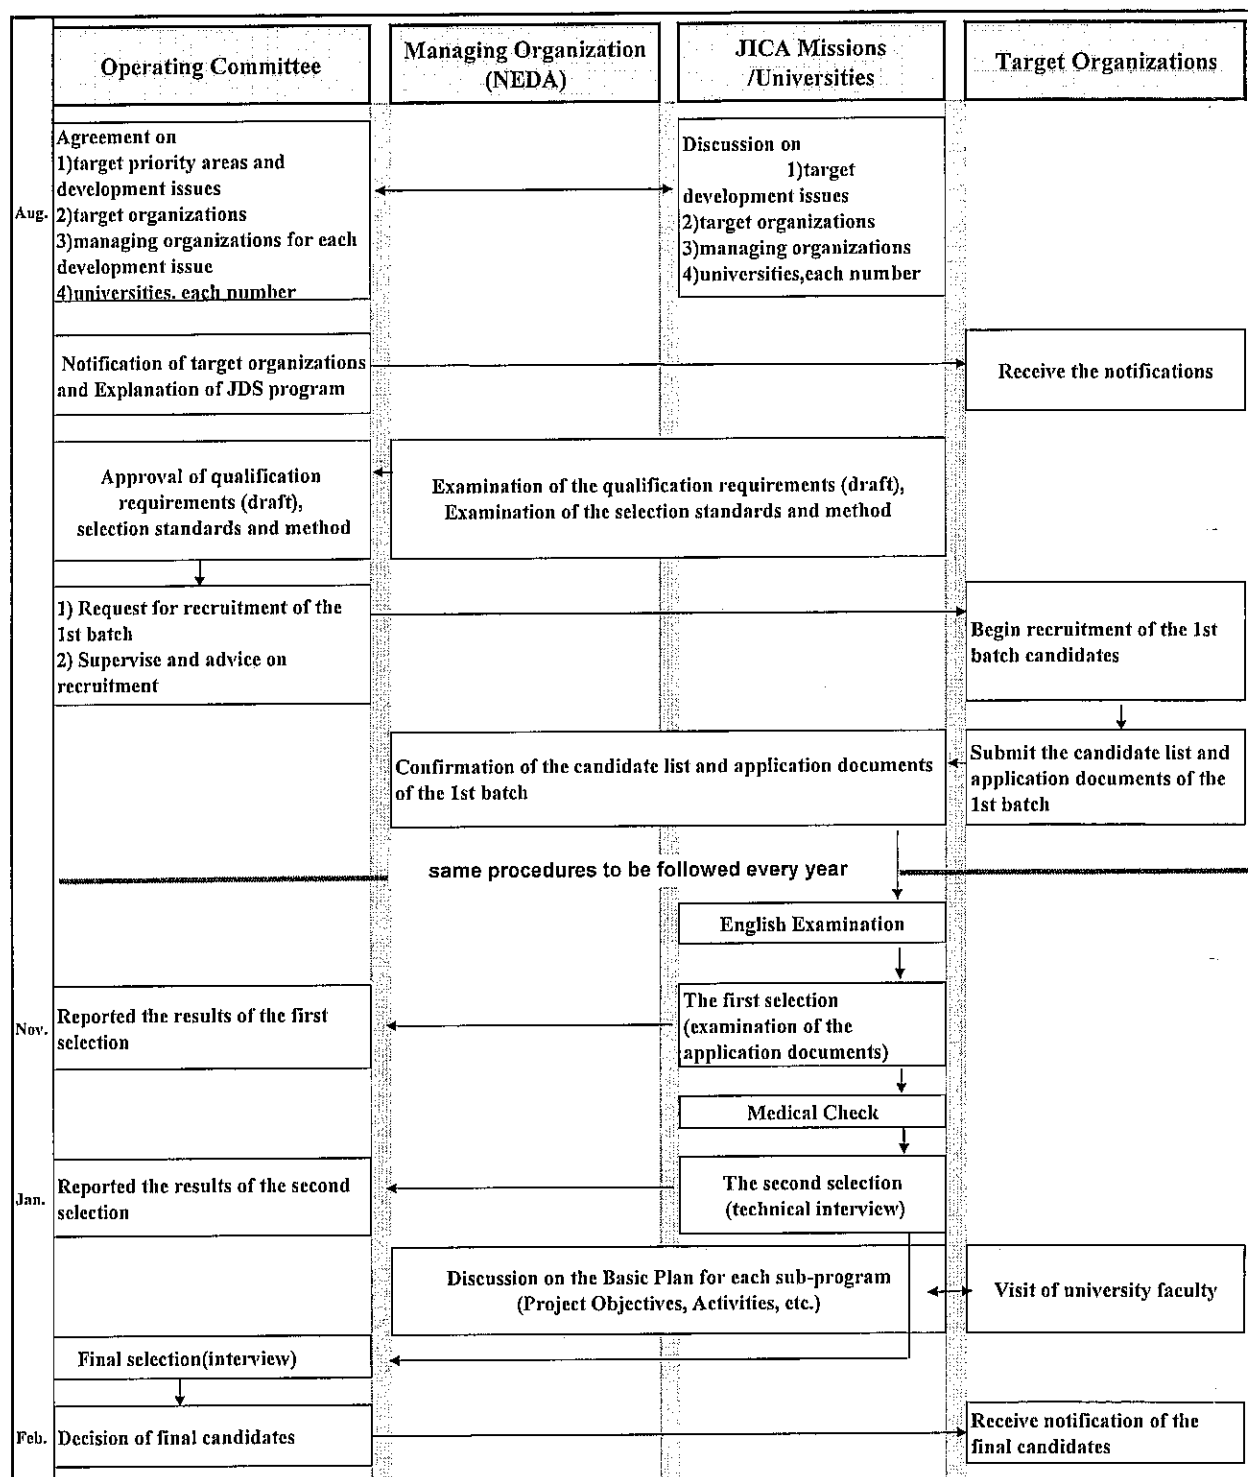 Operating Committee
Managing Organization
(NEDA)
JICA Missions
/Universities
Target Organizations
Aug.
Agreement on
1)target priority areas and
development issues
2)target organizations
3)managing organizations for each
development issue
4)universities. each number
Discussion on
1)target
development issues
2)target organizations
3)managing organizations
4)universities,each number
Notification of target organizations
and Explanation of JDS program
Receive the notifications
Approval of qualification
requirements (draft),
selection standards and method
Examination of the qualification requirements (draft),
Examination of the selection standards and method
1) Request for recruitment of the
1st batch
2) Supervise and advice on
recruitment
Begin recruitment of the 1st
batch candidates
Confirmation of the candidate list and application documents
of the 1st batch
Submit the candidate list and
application documents of the
1st batch
same procedures to be followed every year
English Examination
Nov.
Reported the results of the first
selection
The first selection
(examination of the
application documents)
Medical Check
Jan.
Reported the results of the second
selection
The second selection
(technical interview)
Discussion on the Basic Plan for each sub-program
(Project Objectives, Activities, etc.)
Visit of university faculty
Final selection(interview)
Feb.
Decision of final candidates
Receive notification of the
final candidates